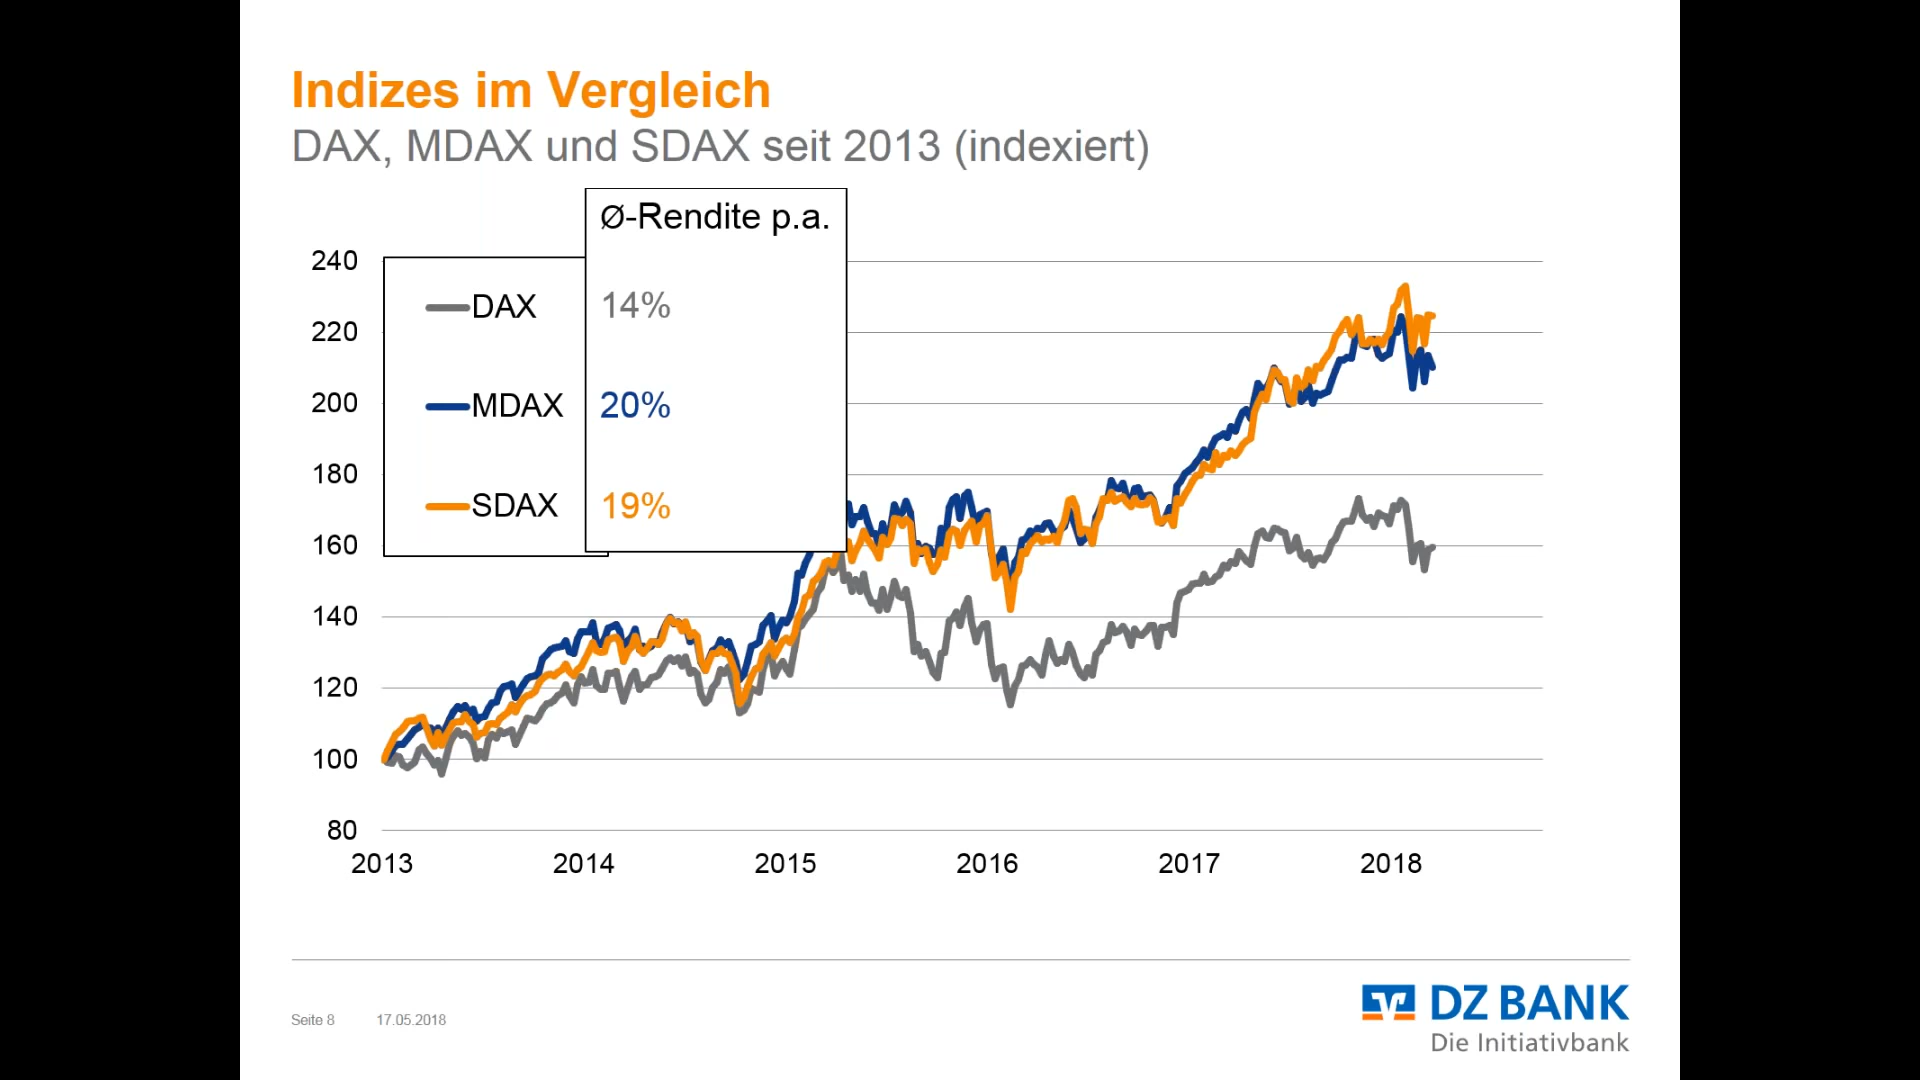 Indizes im Vergleich
DAX, MDAX und SDAX seit 2013 (indexiert)
Ø-Rendite p.a.
DAX 14%
MDAX 20%
SDAX 19%
240
220
200
180
160
140
120
100
80
2013 2014 2015 2016 2017 2018
Seite 8 17.05.2018
DZ BANK
Die Initiativbank